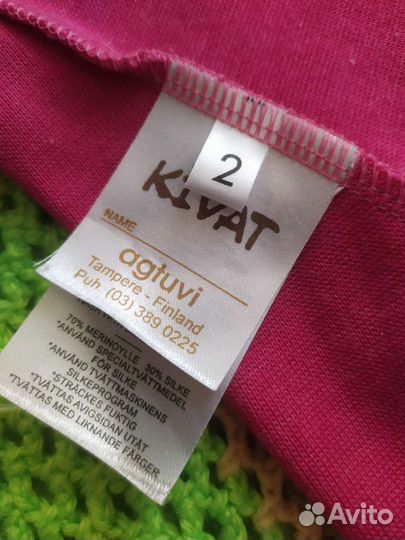 2
KIVAT
NAME
agtuvi
Tampere - Finland
Puh. (03) 389 0225
70% MERINOYLLE 30% SILKE
*ANVÄND SPECIALTVÄTTMEDEL
FÖR SILKE
*ANVÄND TVÄTTMASKINENS
SILKEPROGRAM
*STRÄCKES FUKTIG
*TVÄTTAS AVIGSIDAN UTÅT
*TVÄTTAS MED LIKNANDE FÄRGER
Avito